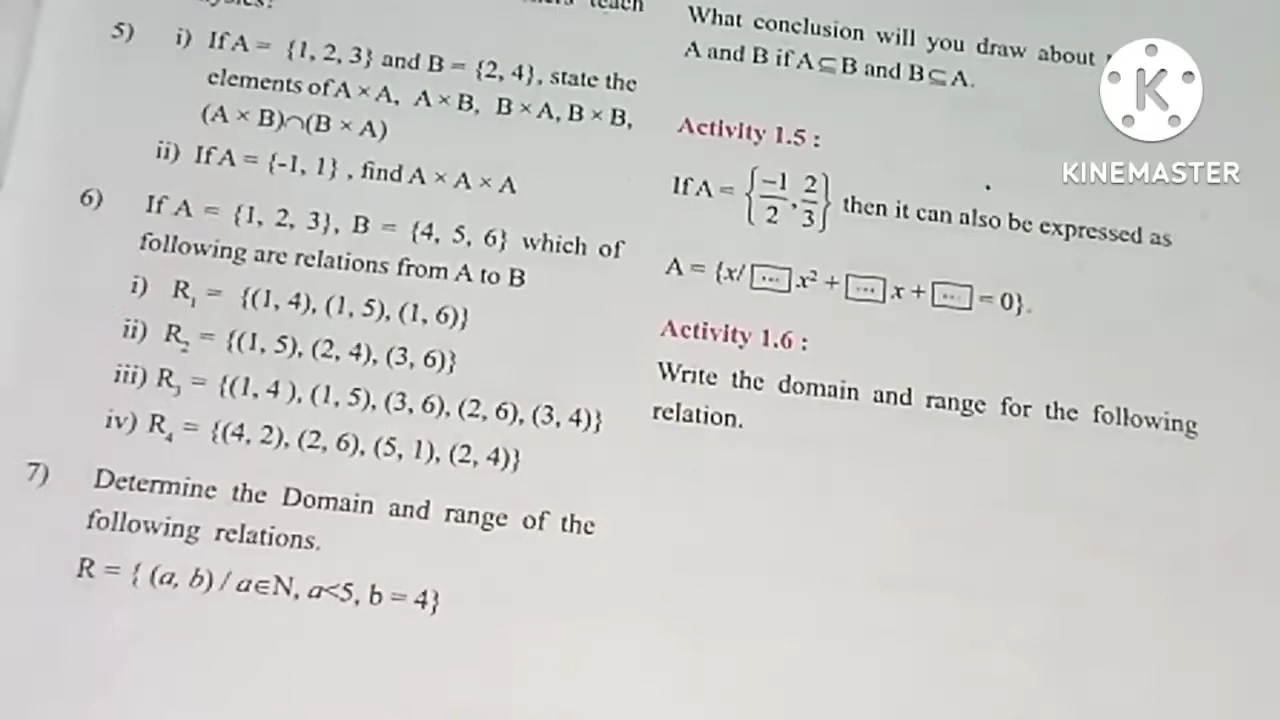 teach
5) i) If A = {1, 2, 3} and B = {2, 4}, state the
elements of A × A, A × B, B × A, B × B,
(A × B)∩(B × A)
ii) If A = {-1, 1} , find A × A × A
6) If A = {1, 2, 3}, B = {4, 5, 6} which of
following are relations from A to B
i) R₁ = {(1, 4), (1, 5), (1, 6)}
ii) R₂ = {(1, 5), (2, 4), (3, 6)}
iii) R₃ = {(1, 4 ), (1, 5), (3, 6), (2, 6), (3, 4)}
iv) R₄ = {(4, 2), (2, 6), (5, 1), (2, 4)}
7) Determine the Domain and range of the
following relations.
R = { (a, b) / a∈N, a<5, b = 4}
What conclusion will you draw about
A and B if A⊆B and B⊆A.
Activity 1.5 :
If A = {-1/2, 2/3} then it can also be expressed as
A = {x/ [...] x² + [...] x + [...] = 0}.
Activity 1.6 :
Write the domain and range for the following
relation.
K
KINEMASTER